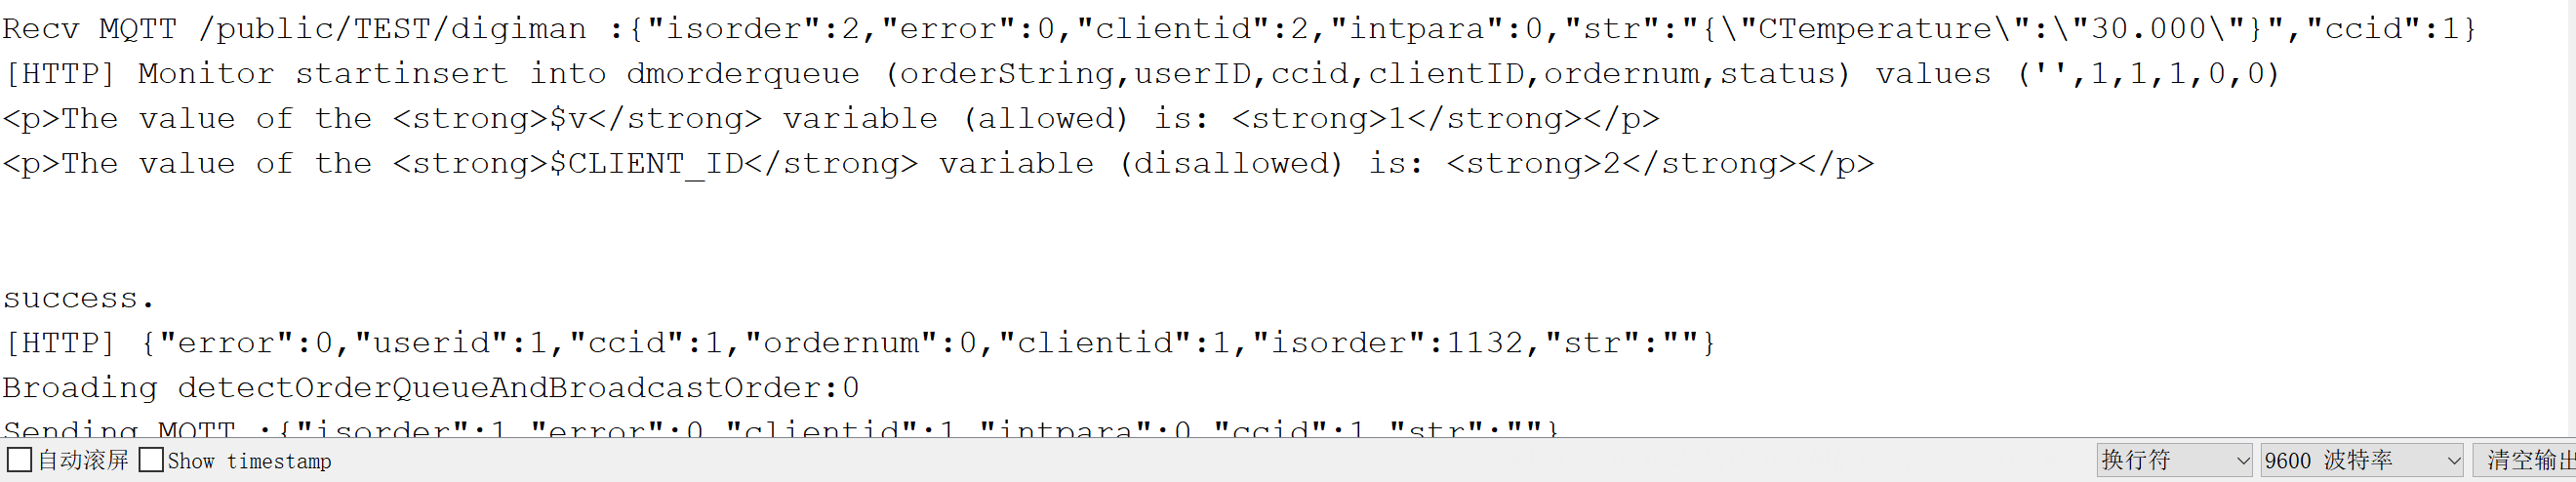 Recv MQTT /public/TEST/digiman :{"isorder":2,"error":0,"clientid":2,"intpara":0,"str":"{\"CTemperature\":\"30.000\"}","ccid":1}
[HTTP] Monitor startinsert into dmorderqueue (orderString,userID,ccid,clientID,ordernum,status) values ('',1,1,1,0,0)
<p>The value of the <strong>$v</strong> variable (allowed) is: <strong>1</strong></p>
<p>The value of the <strong>$CLIENT_ID</strong> variable (disallowed) is: <strong>2</strong></p>
success.
[HTTP] {"error":0,"userid":1,"ccid":1,"ordernum":0,"clientid":1,"isorder":1132,"str":""}
Broading detectOrderQueueAndBroadcastOrder:0
Sending MQTT :{"isorder":1,"error":0,"clientid":1,"intpara":0,"ccid":1,"str":""}
自动滚屏 Show timestamp 换行符 9600 波特率 清空输出